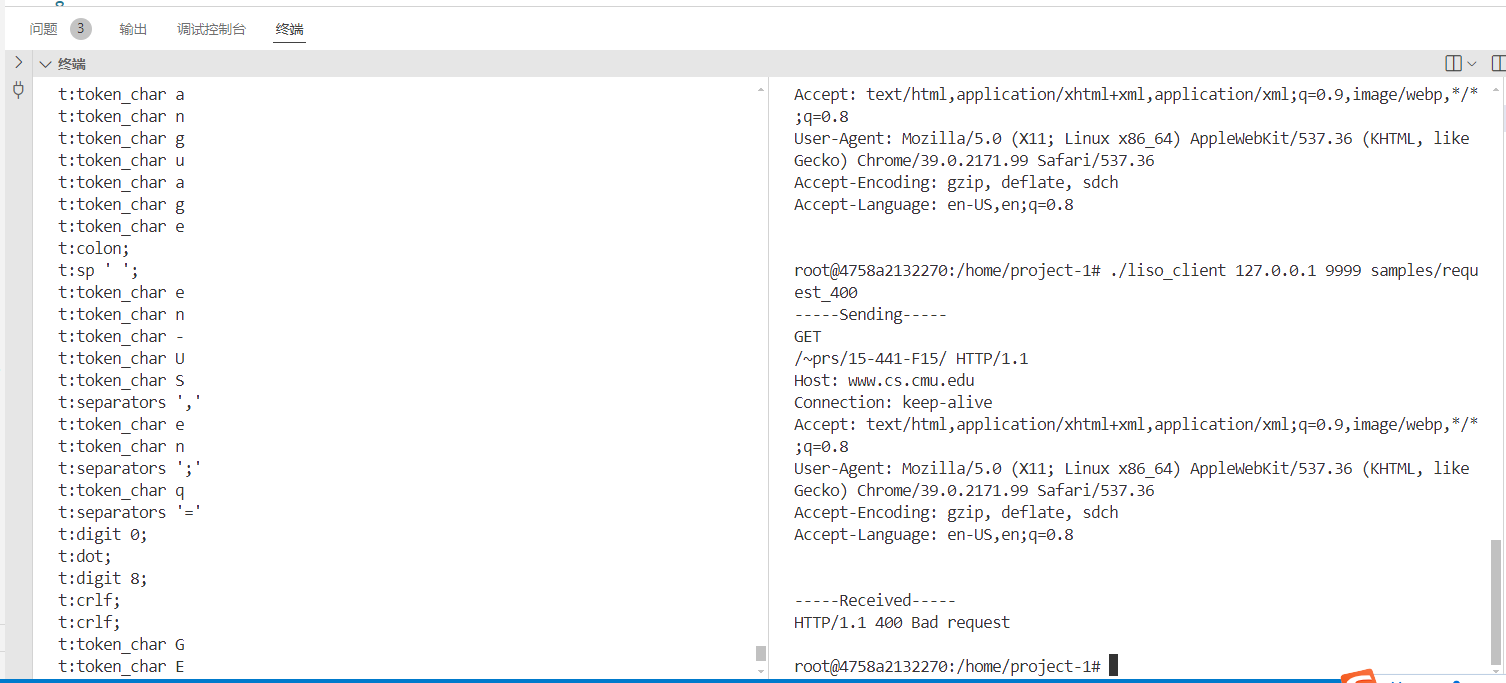 问题 3 输出 调试控制台 终端
终端
t:token_char a
t:token_char n
t:token_char g
t:token_char u
t:token_char a
t:token_char g
t:token_char e
t:colon;
t:sp ' ';
t:token_char e
t:token_char n
t:token_char -
t:token_char U
t:token_char S
t:separators ','
t:token_char e
t:token_char n
t:separators ';'
t:token_char q
t:separators '='
t:digit 0;
t:dot;
t:digit 8;
t:crlf;
t:crlf;
t:token_char G
t:token_char E
Accept: text/html,application/xhtml+xml,application/xml;q=0.9,image/webp,*/*
;q=0.8
User-Agent: Mozilla/5.0 (X11; Linux x86_64) AppleWebKit/537.36 (KHTML, like
Gecko) Chrome/39.0.2171.99 Safari/537.36
Accept-Encoding: gzip, deflate, sdch
Accept-Language: en-US,en;q=0.8
root@4758a2132270:/home/project-1# ./liso_client 127.0.0.1 9999 samples/requ
est_400
-----Sending-----
GET
/~prs/15-441-F15/ HTTP/1.1
Host: www.cs.cmu.edu
Connection: keep-alive
Accept: text/html,application/xhtml+xml,application/xml;q=0.9,image/webp,*/*
;q=0.8
User-Agent: Mozilla/5.0 (X11; Linux x86_64) AppleWebKit/537.36 (KHTML, like
Gecko) Chrome/39.0.2171.99 Safari/537.36
Accept-Encoding: gzip, deflate, sdch
Accept-Language: en-US,en;q=0.8
-----Received-----
HTTP/1.1 400 Bad request
root@4758a2132270:/home/project-1#